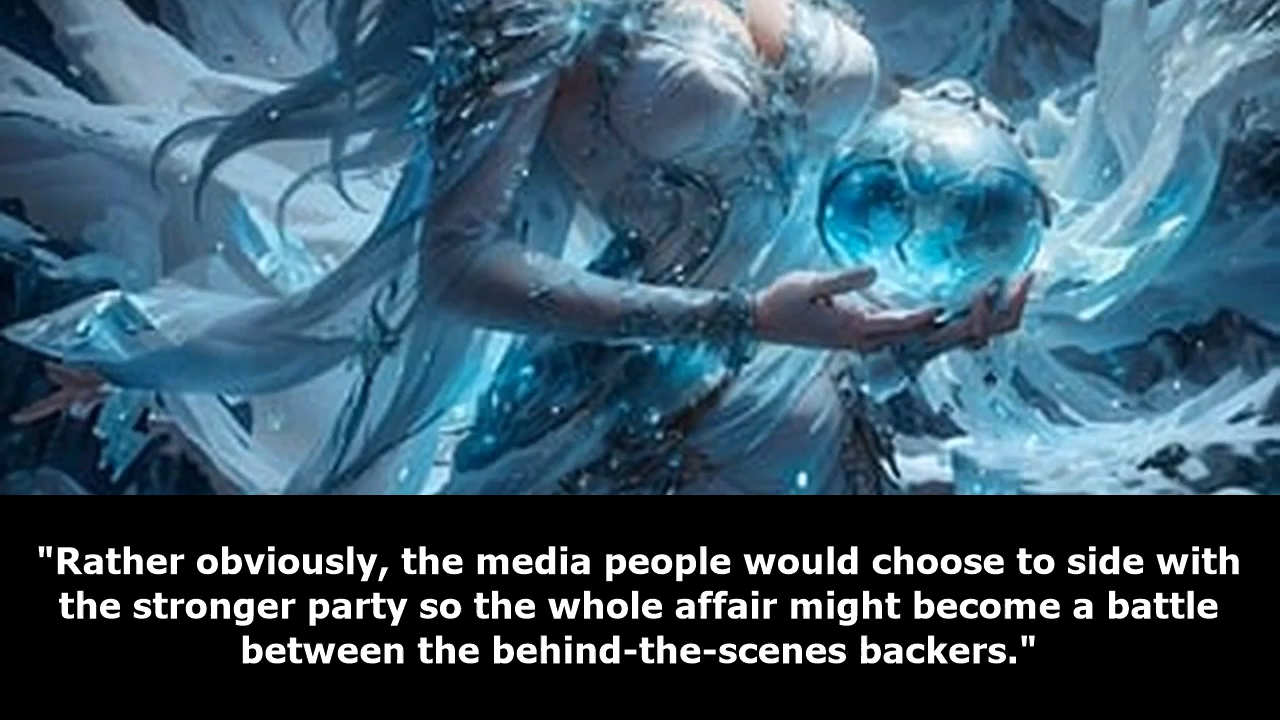 "Rather obviously, the media people would choose to side with
the stronger party so the whole affair might become a battle
between the behind-the-scenes backers."